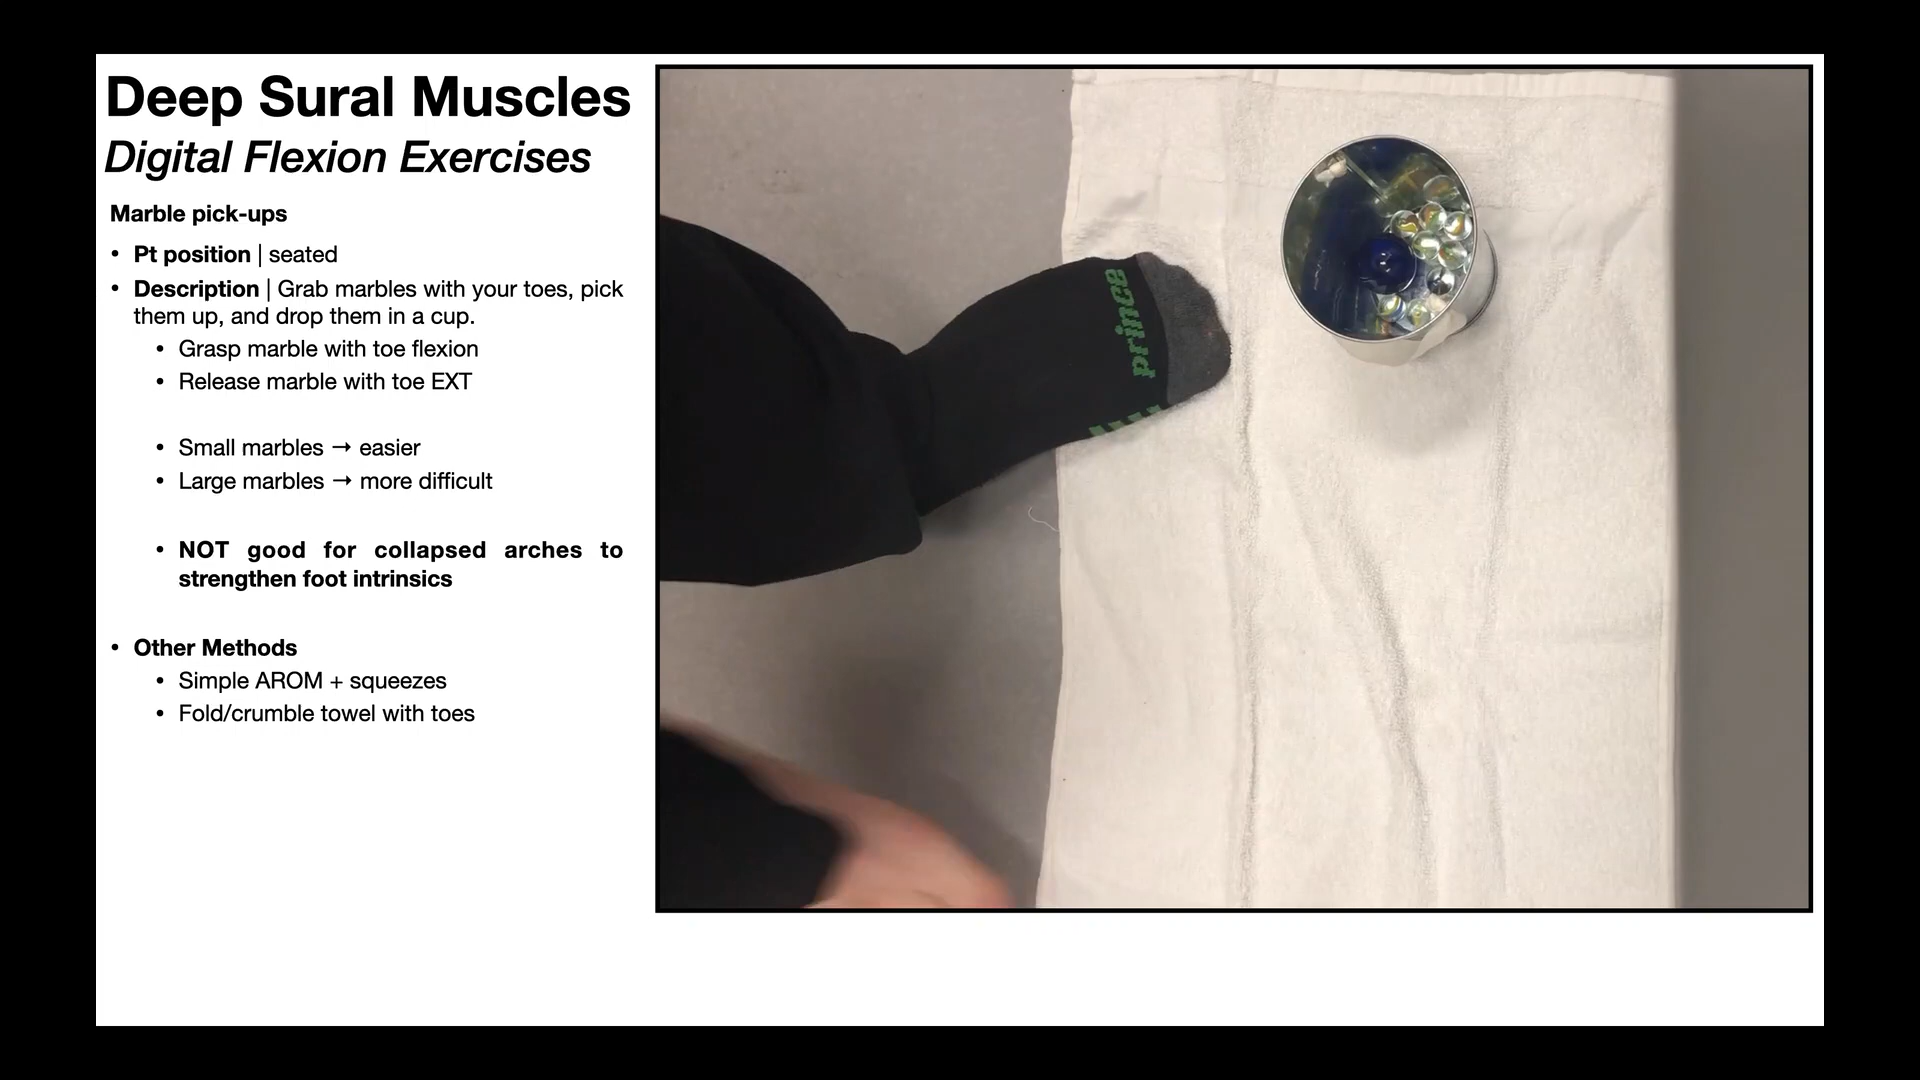 Deep Sural Muscles
Digital Flexion Exercises
Marble pick-ups
• Pt position | seated
• Description | Grab marbles with your toes, pick
them up, and drop them in a cup.
• Grasp marble with toe flexion
• Release marble with toe EXT
• Small marbles → easier
• Large marbles → more difficult
• NOT good for collapsed arches to
strengthen foot intrinsics
• Other Methods
• Simple AROM + squeezes
• Fold/crumble towel with toes
prince